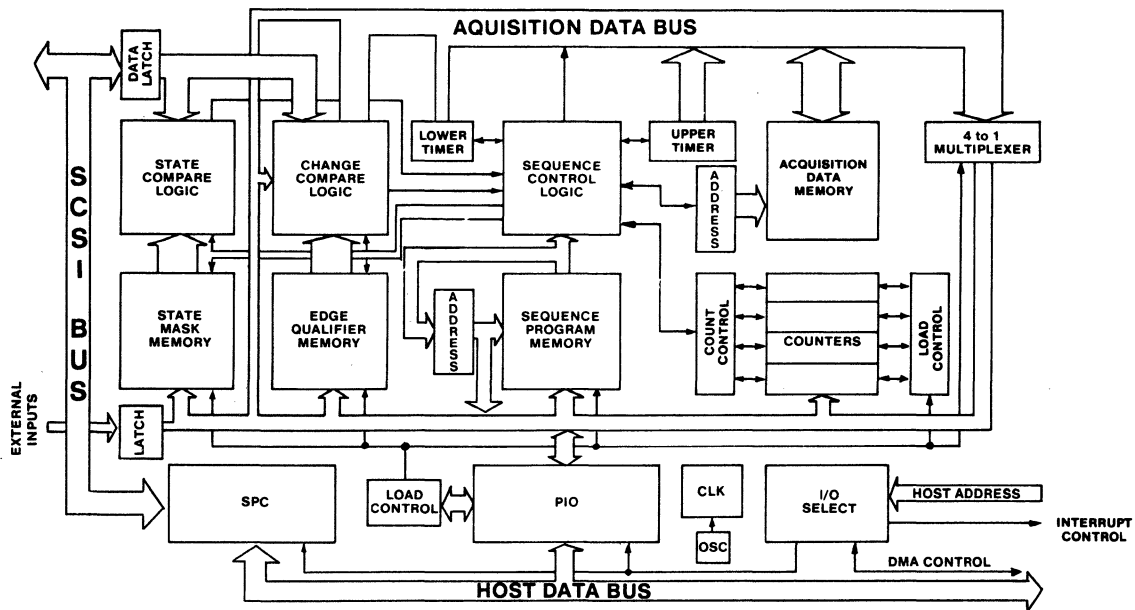 AQUISITION DATA BUS
DATA
LATCH
STATE
COMPARE
LOGIC
CHANGE
COMPARE
LOGIC
LOWER
TIMER
SEQUENCE
CONTROL
LOGIC
UPPER
TIMER
ADDRESS
ACQUISITION
DATA
MEMORY
4 to 1
MULTIPLEXER
SCSI BUS
STATE
MASK
MEMORY
EDGE
QUALIFIER
MEMORY
ADDRESS
SEQUENCE
PROGRAM
MEMORY
COUNT
CONTROL
COUNTERS
LOAD
CONTROL
EXTERNAL
INPUTS
LATCH
SPC
LOAD
CONTROL
PIO
CLK
OSC
I/O
SELECT
HOST ADDRESS
INTERRUPT
CONTROL
DMA CONTROL
HOST DATA BUS